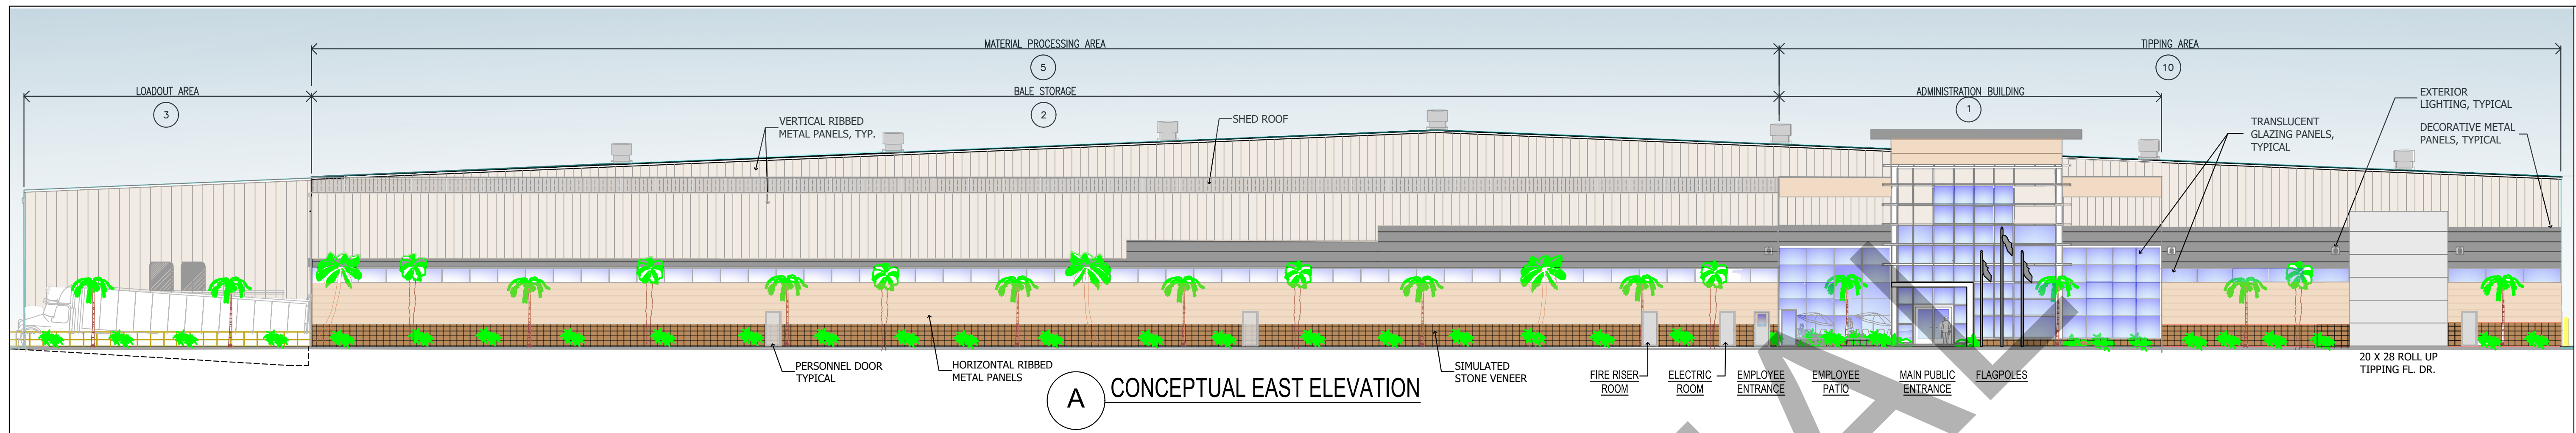 MATERIAL PROCESSING AREA
TIPPING AREA
5
10
LOADOUT AREA
BALE STORAGE
ADMINISTRATION BUILDING
3
2
1
VERTICAL RIBBED
METAL PANELS, TYP.
SHED ROOF
EXTERIOR
LIGHTING, TYPICAL
TRANSLUCENT
GLAZING PANELS,
TYPICAL
DECORATIVE METAL
PANELS, TYPICAL
PERSONNEL DOOR
TYPICAL
HORIZONTAL RIBBED
METAL PANELS
SIMULATED
STONE VENEER
FIRE RISER
ROOM
ELECTRIC
ROOM
EMPLOYEE
ENTRANCE
EMPLOYEE
PATIO
MAIN PUBLIC
ENTRANCE
FLAGPOLES
20 X 28 ROLL UP
TIPPING FL. DR.
A
CONCEPTUAL EAST ELEVATION